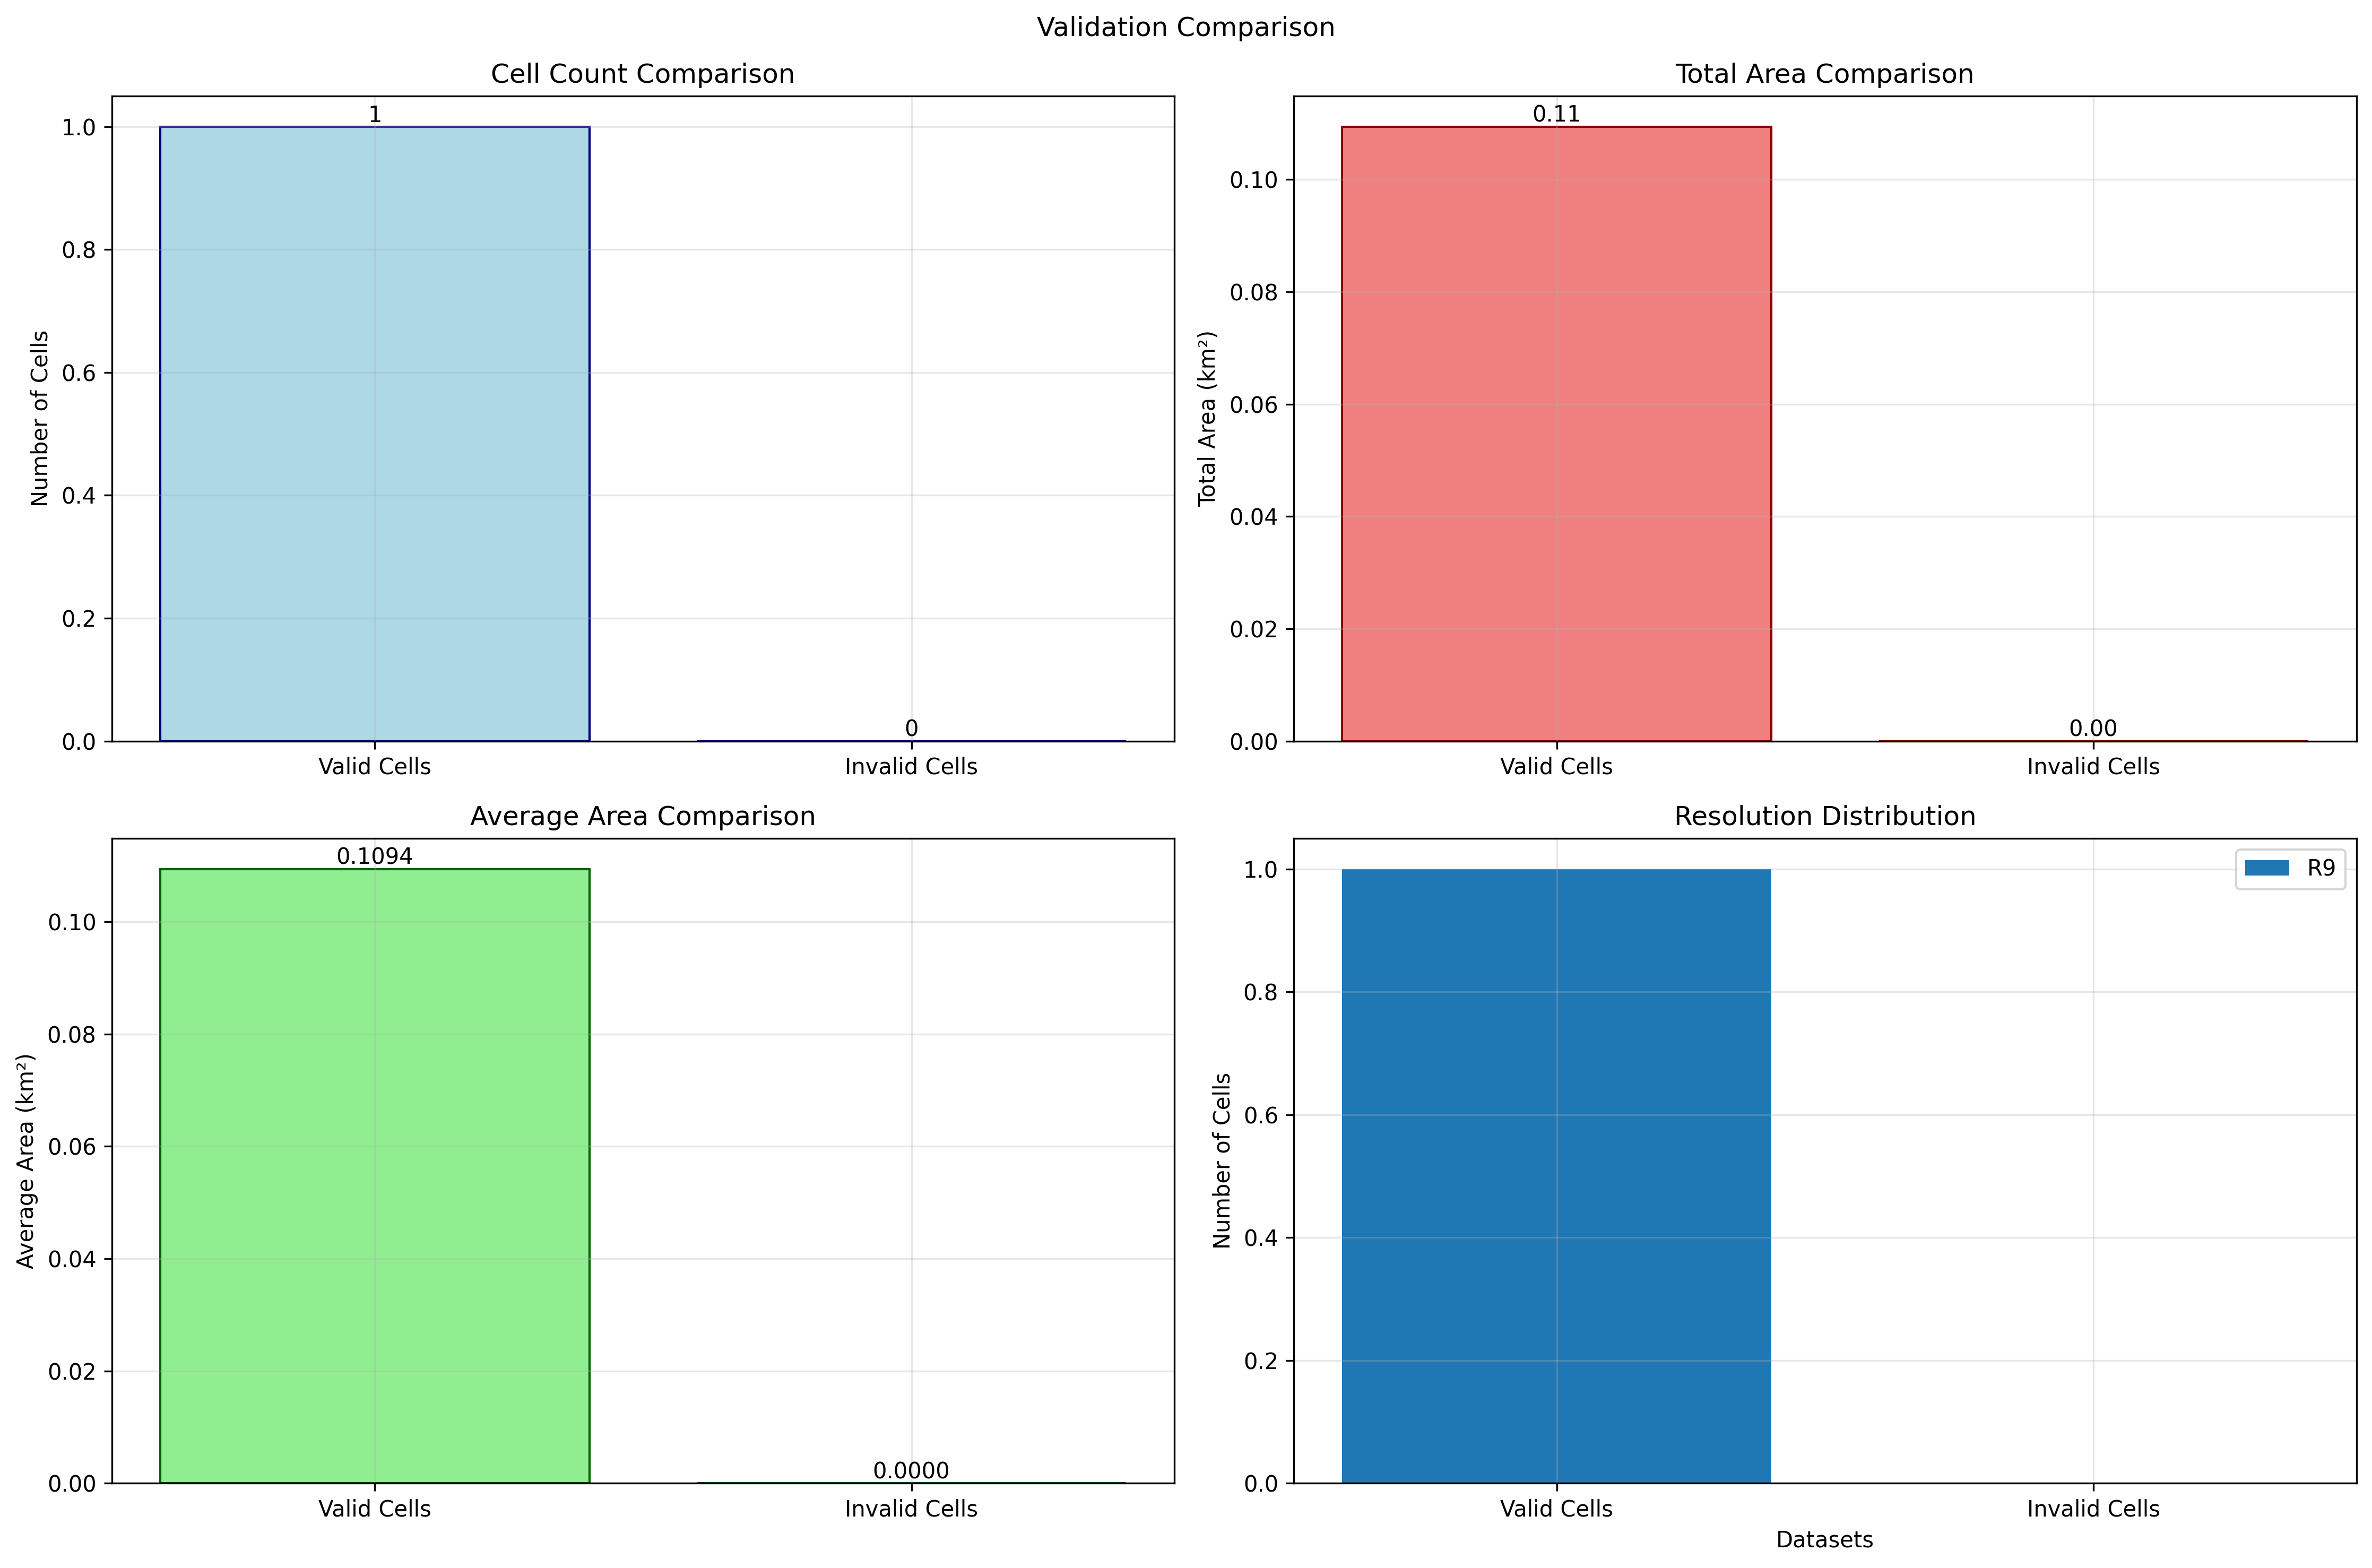 Validation Comparison
Cell Count Comparison
Number of Cells
1.0
0.8
0.6
0.4
0.2
0.0
1
0
Valid Cells
Invalid Cells
Total Area Comparison
Total Area (km²)
0.10
0.08
0.06
0.04
0.02
0.00
0.11
0.00
Valid Cells
Invalid Cells
Average Area Comparison
Average Area (km²)
0.10
0.08
0.06
0.04
0.02
0.00
0.1094
0.0000
Valid Cells
Invalid Cells
Resolution Distribution
Number of Cells
1.0
0.8
0.6
0.4
0.2
0.0
R9
Valid Cells
Invalid Cells
Datasets